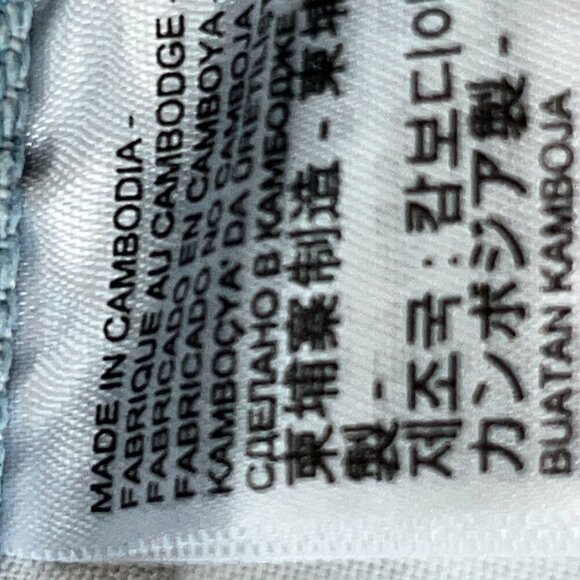 MADE IN CAMBODIA -
FABRIQUE AU CAMBODGE -
FABRICADO EN CAMBOYA -
FABRICADO NO CAMBOJA
KAMBOÇYA' DA ÜRETİLM
СДЕЛАНО В КАМБОДЖЕ
柬埔寨制造 - 柬埔
製 -
제조국 : 캄보디아
カンボジア製 -
BUATAN KAMBOJA